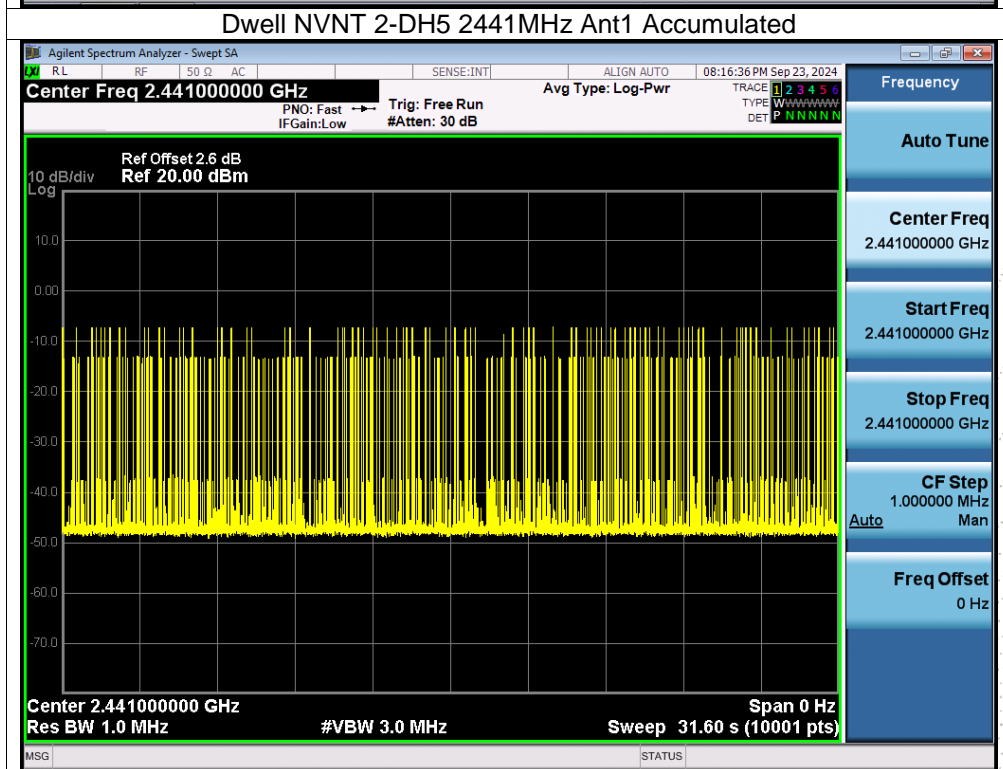 Dwell NVNT 2-DH5 2441MHz Ant1 Accumulated
Agilent Spectrum Analyzer - Swept SA
LXI RL RF 50 Ω AC SENSE:INT ALIGN AUTO 08:16:36 PM Sep 23, 2024
Center Freq 2.441000000 GHz
PNO: Fast
IFGain:Low
Trig: Free Run
#Atten: 30 dB
Avg Type: Log-Pwr
TRACE 1 2 3 4 5 6
TYPE WWWWWW
DET P N N N N N
Ref Offset 2.6 dB
10 dB/div Ref 20.00 dBm
Log
10.0
0.00
-10.0
-20.0
-30.0
-40.0
-50.0
-60.0
-70.0
Center 2.441000000 GHz Span 0 Hz
Res BW 1.0 MHz #VBW 3.0 MHz Sweep 31.60 s (10001 pts)
MSG STATUS
Frequency
Auto Tune
Center Freq
2.441000000 GHz
Start Freq
2.441000000 GHz
Stop Freq
2.441000000 GHz
CF Step
1.000000 MHz
Auto Man
Freq Offset
0 Hz